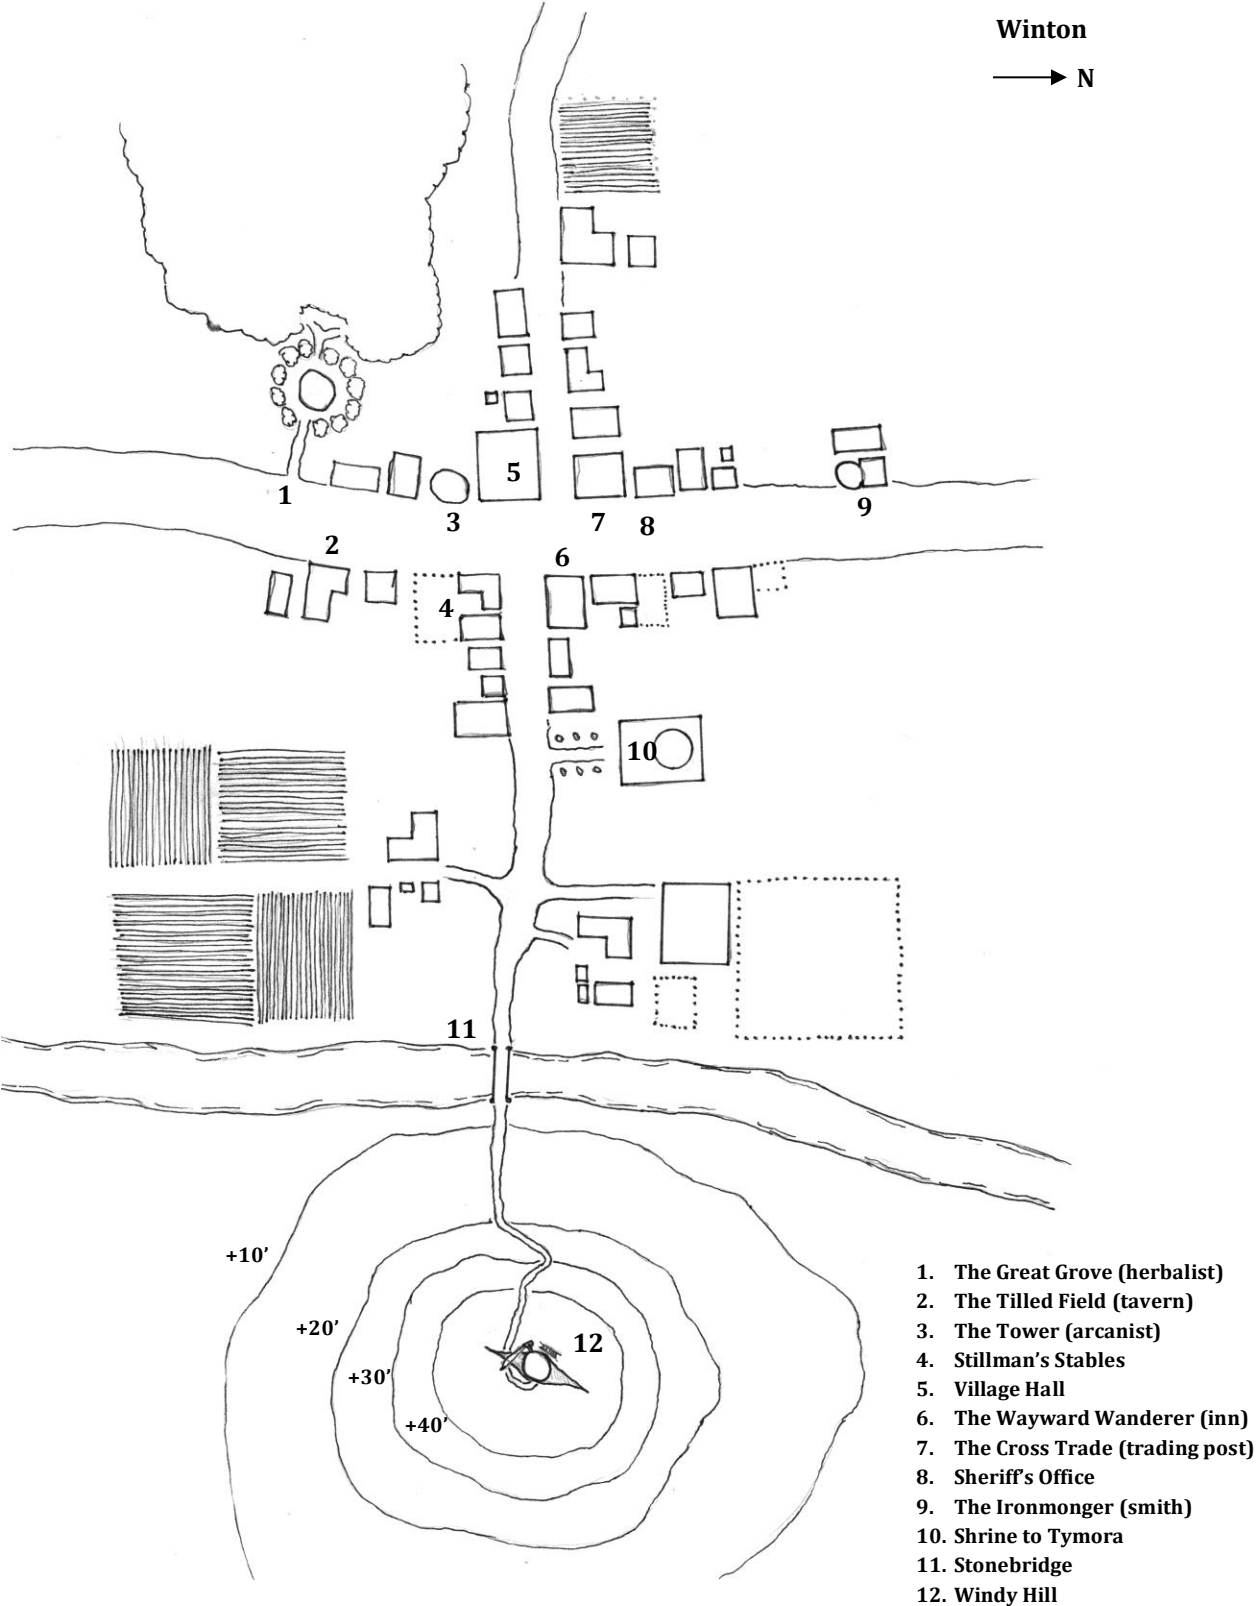 Winton
N
5
1
3
7
8
9
2
6
4
10
11
+10’
+20’
12
+30’
+40’
1. The Great Grove (herbalist)
2. The Tilled Field (tavern)
3. The Tower (arcanist)
4. Stillman’s Stables
5. Village Hall
6. The Wayward Wanderer (inn)
7. The Cross Trade (trading post)
8. Sheriff’s Office
9. The Ironmonger (smith)
10. Shrine to Tymora
11. Stonebridge
12. Windy Hill